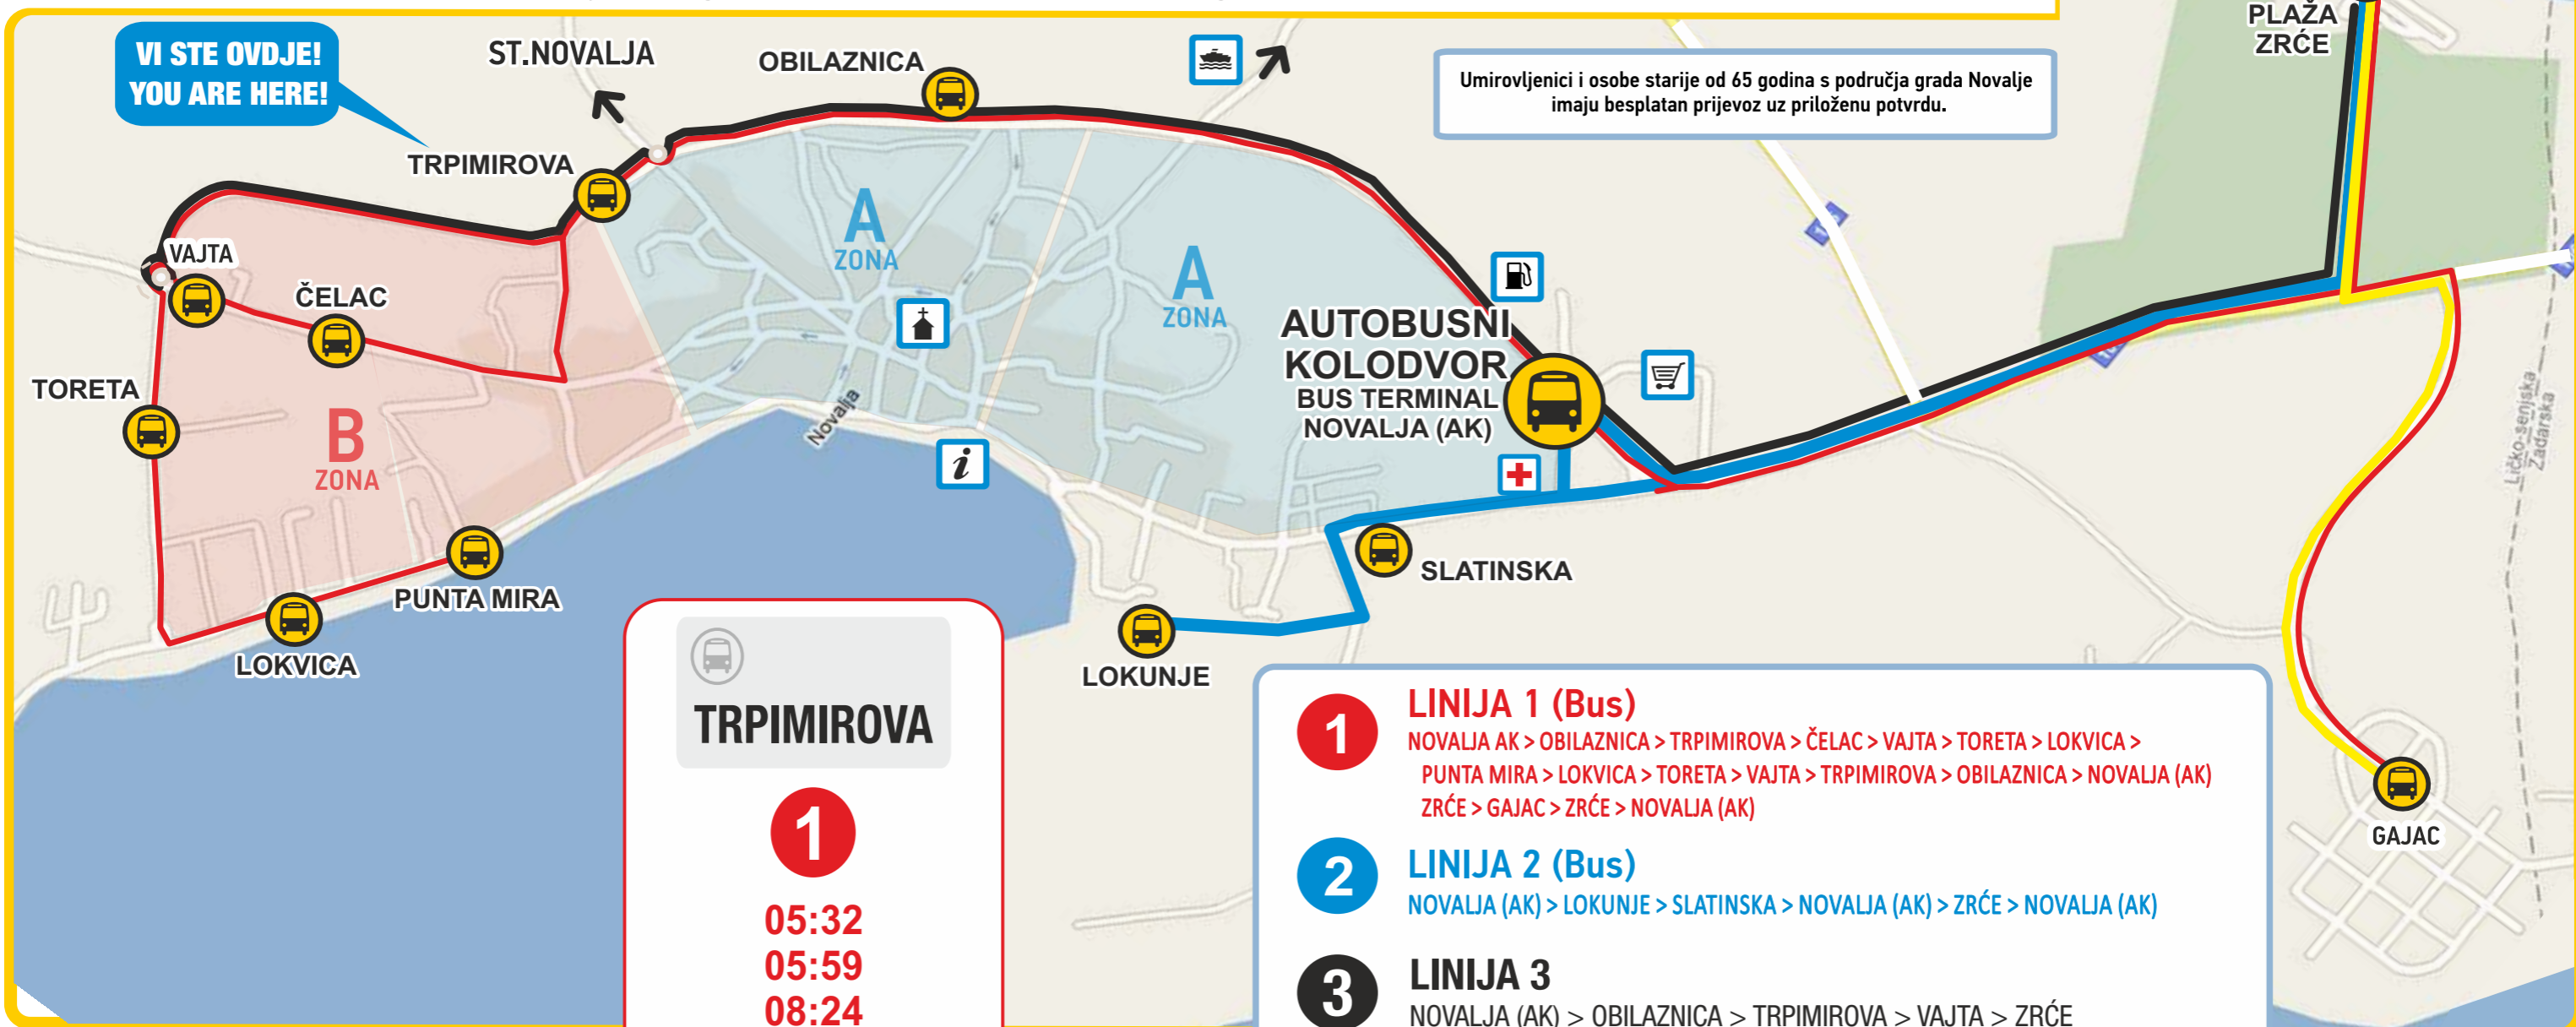 PLAŽA
ZRĆE
VI STE OVDJE!
YOU ARE HERE!
ST.NOVALJA
OBILAZNICA
Umirovljenici i osobe starije od 65 godina s područja grada Novalje
imaju besplatan prijevoz uz priloženu potvrdu.
TRPIMIROVA
A
ZONA
A
ZONA
VAJTA
ČELAC
AUTOBUSNI
KOLODVOR
BUS TERMINAL
NOVALJA (AK)
TORETA
B
ZONA
Novalja
i
Ličko-senjska
Zadarska
SLATINSKA
PUNTA MIRA
LOKVICA
LOKUNJE
GAJAC
TRPIMIROVA
1
05:32
05:59
08:24
1
LINIJA 1 (Bus)
NOVALJA AK > OBILAZNICA > TRPIMIROVA > ČELAC > VAJTA > TORETA > LOKVICA >
PUNTA MIRA > LOKVICA > TORETA > VAJTA > TRPIMIROVA > OBILAZNICA > NOVALJA (AK)
ZRĆE > GAJAC > ZRĆE > NOVALJA (AK)
2
LINIJA 2 (Bus)
NOVALJA (AK) > LOKUNJE > SLATINSKA > NOVALJA (AK) > ZRĆE > NOVALJA (AK)
3
LINIJA 3
NOVALJA (AK) > OBILAZNICA > TRPIMIROVA > VAJTA > ZRĆE